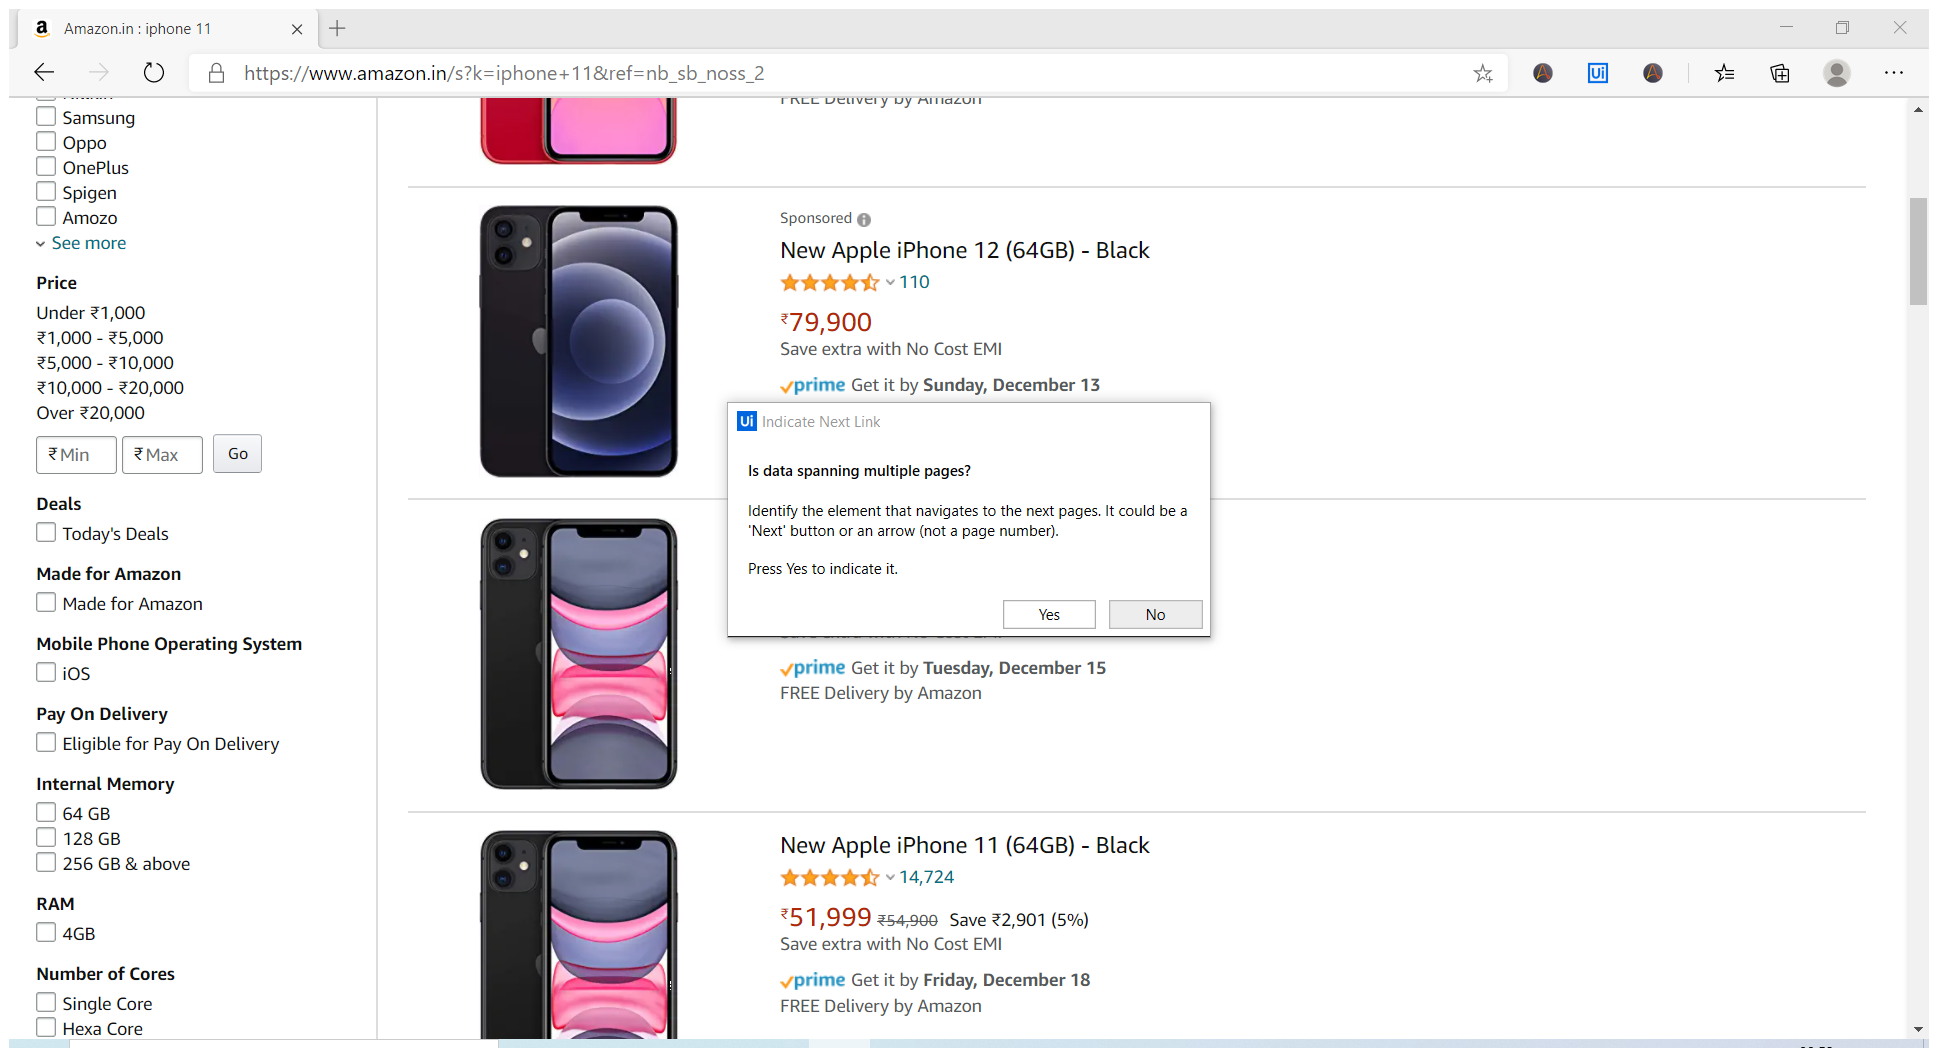 Amazon.in : iphone 11
https://www.amazon.in/s?k=iphone+11&ref=nb_sb_noss_2
Samsung
Oppo
OnePlus
Spigen
Amozo
See more
Price
Under ₹1,000
₹1,000 - ₹5,000
₹5,000 - ₹10,000
₹10,000 - ₹20,000
Over ₹20,000
₹ Min ₹ Max Go
Deals
Today's Deals
Made for Amazon
Made for Amazon
Mobile Phone Operating System
iOS
Pay On Delivery
Eligible for Pay On Delivery
Internal Memory
64 GB
128 GB
256 GB & above
RAM
4GB
Number of Cores
Single Core
Hexa Core
FREE Delivery by Amazon
Sponsored
New Apple iPhone 12 (64GB) - Black
110
₹79,900
Save extra with No Cost EMI
prime Get it by Sunday, December 13
Ui Indicate Next Link
Is data spanning multiple pages?
Identify the element that navigates to the next pages. It could be a
'Next' button or an arrow (not a page number).
Press Yes to indicate it.
Yes No
prime Get it by Tuesday, December 15
FREE Delivery by Amazon
New Apple iPhone 11 (64GB) - Black
14,724
₹51,999 ₹54,900 Save ₹2,901 (5%)
Save extra with No Cost EMI
prime Get it by Friday, December 18
FREE Delivery by Amazon